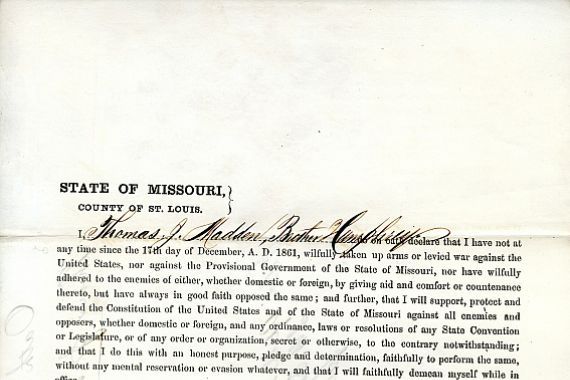 STATE OF MISSOURI,}
COUNTY OF ST. LOUIS.
I, Thomas J. Madden, Brother do on oath declare that I have not at
any time since the 17th day of December, A. D. 1861, wilfully taken up arms or levied war against the
United States, nor against the Provisional Government of the State of Missouri, nor have wilfully
adhered to the enemies of either, whether domestic or foreign, by giving aid and comfort or countenance
thereto, but have always in good faith opposed the same; and further, that I will support, protect and
defend the Constitution of the United States and of the State of Missouri against all enemies and
opposers, whether domestic or foreign, and any ordinance, laws or resolutions of any State Convention
or Legislature, or of any order or organization, secret or otherwise, to the contrary notwithstanding;
and that I do this with an honest purpose, pledge and determination, faithfully to perform the same,
without any mental reservation or evasion whatever, and that I will faithfully demean myself while in